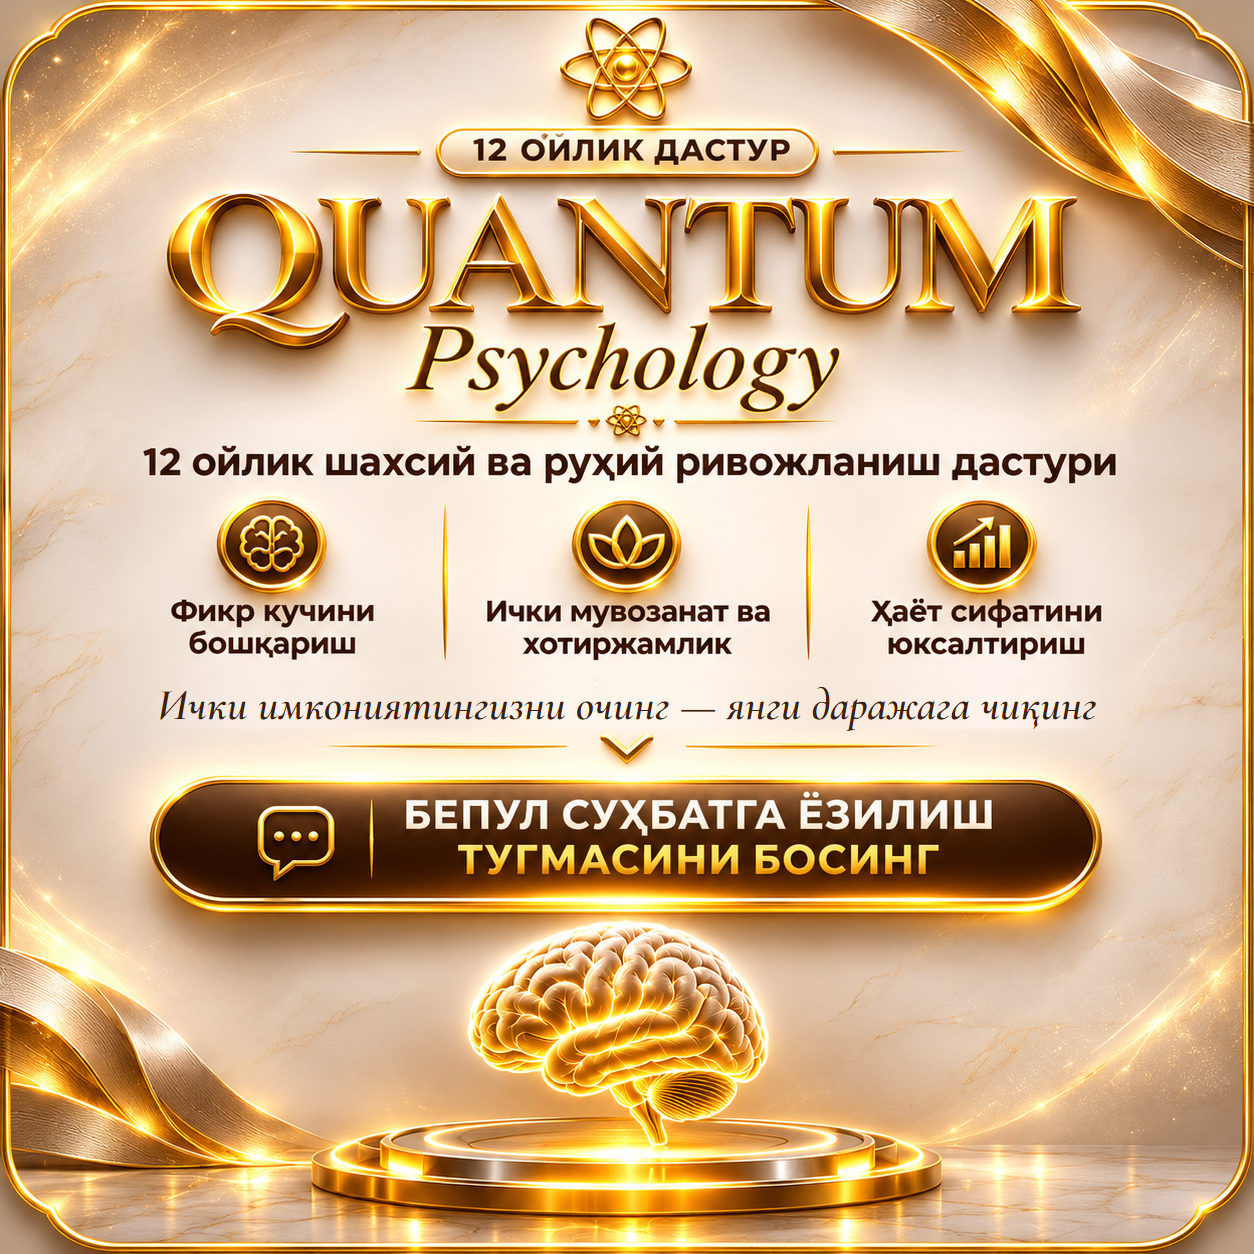 12 ОЙЛИК ДАСТУР
QUANTUM
Psychology
12 ойлик шахсий ва руҳий ривожланиш дастури
Фикр кучини
бошқариш
Ички мувозанат ва
хотиржамлик
Ҳаёт сифатини
юксалтириш
Ички имкониятингизни очинг — янги даражага чиқинг
БЕПУЛ СУҲБАТГА ЁЗИЛИШ
ТУГМАСИНИ БОСИНГ